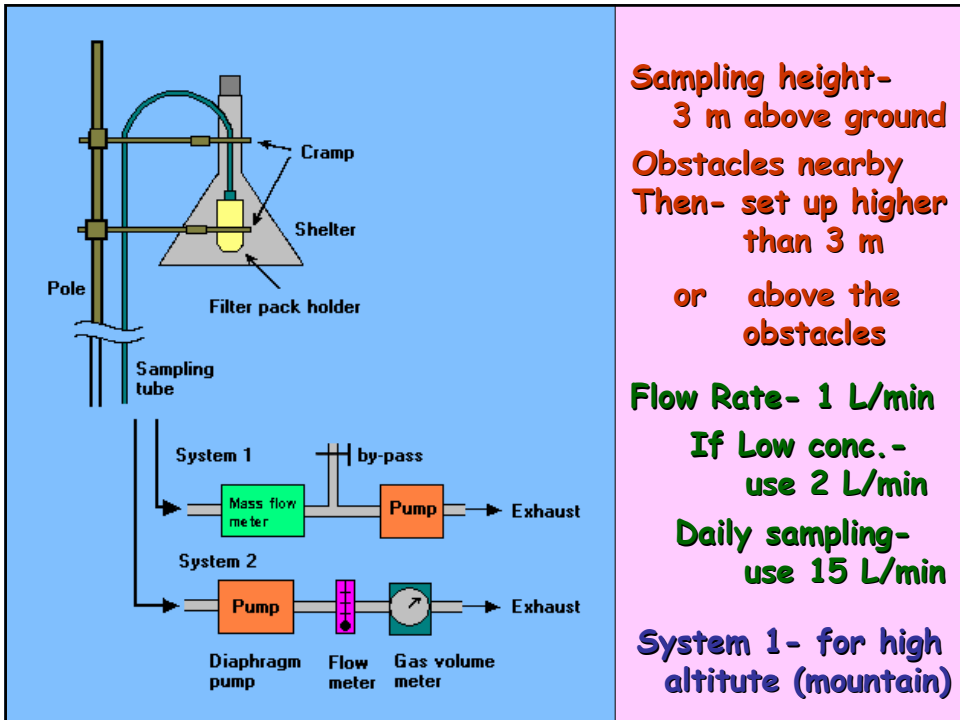 Cramp
Shelter
Pole
Filter pack holder
Sampling
tube
System 1
by-pass
Mass flow
meter
Pump
Exhaust
System 2
Pump
Exhaust
Diaphragm
pump
Flow
meter
Gas volume
meter
Sampling height-
3 m above ground
Obstacles nearby
Then- set up higher
than 3 m
or above the
obstacles
Flow Rate- 1 L/min
If Low conc.-
use 2 L/min
Daily sampling-
use 15 L/min
System 1- for high
altitute (mountain)